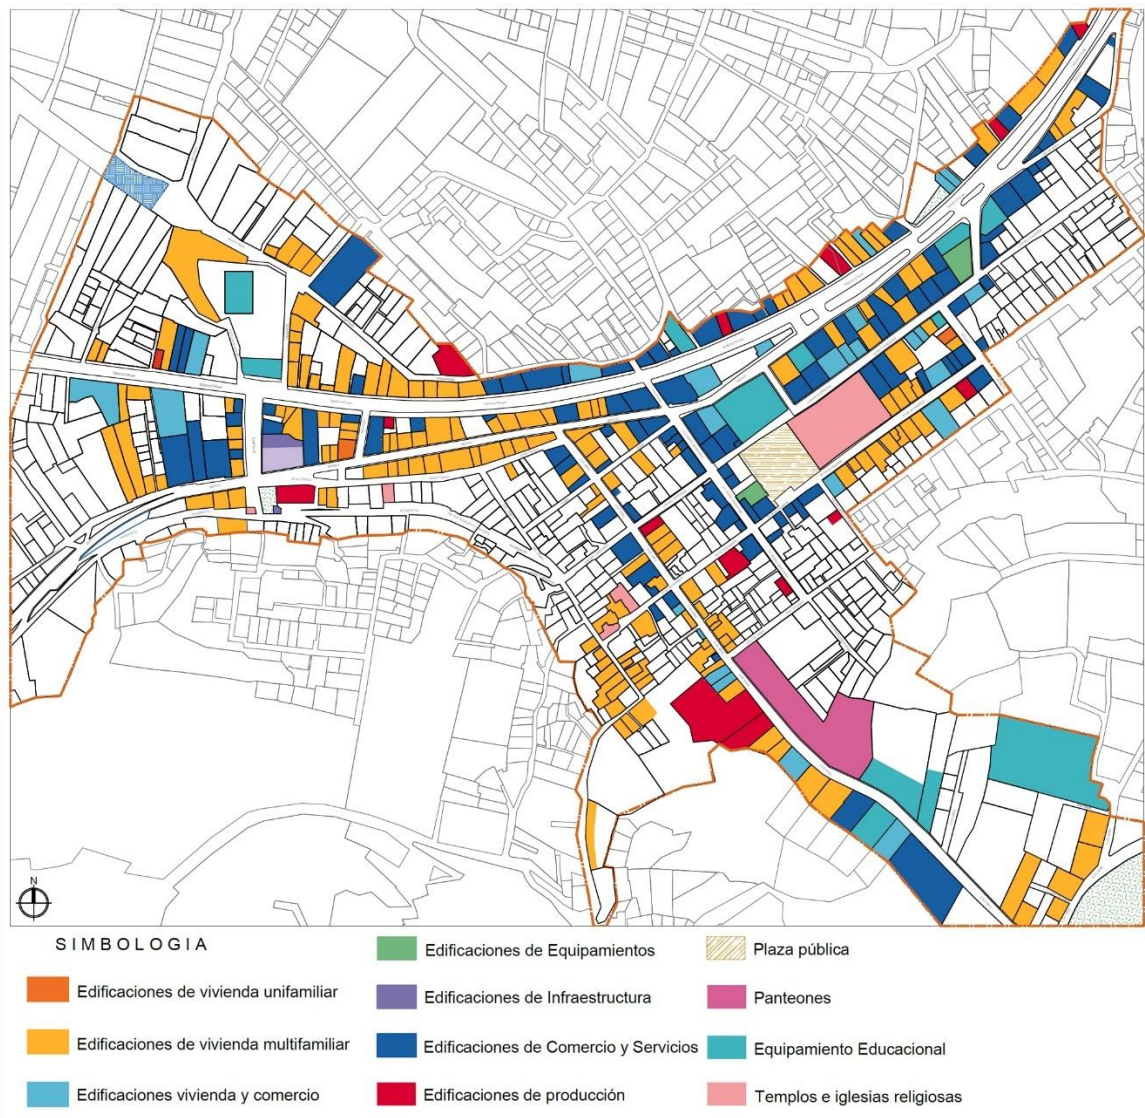 N
SIMBOLOGIA
Edificaciones de vivienda unifamiliar
Edificaciones de vivienda multifamiliar
Edificaciones vivienda y comercio
Edificaciones de Equipamientos
Edificaciones de Infraestructura
Edificaciones de Comercio y Servicios
Edificaciones de producción
Plaza pública
Panteones
Equipamiento Educacional
Templos e iglesias religiosas